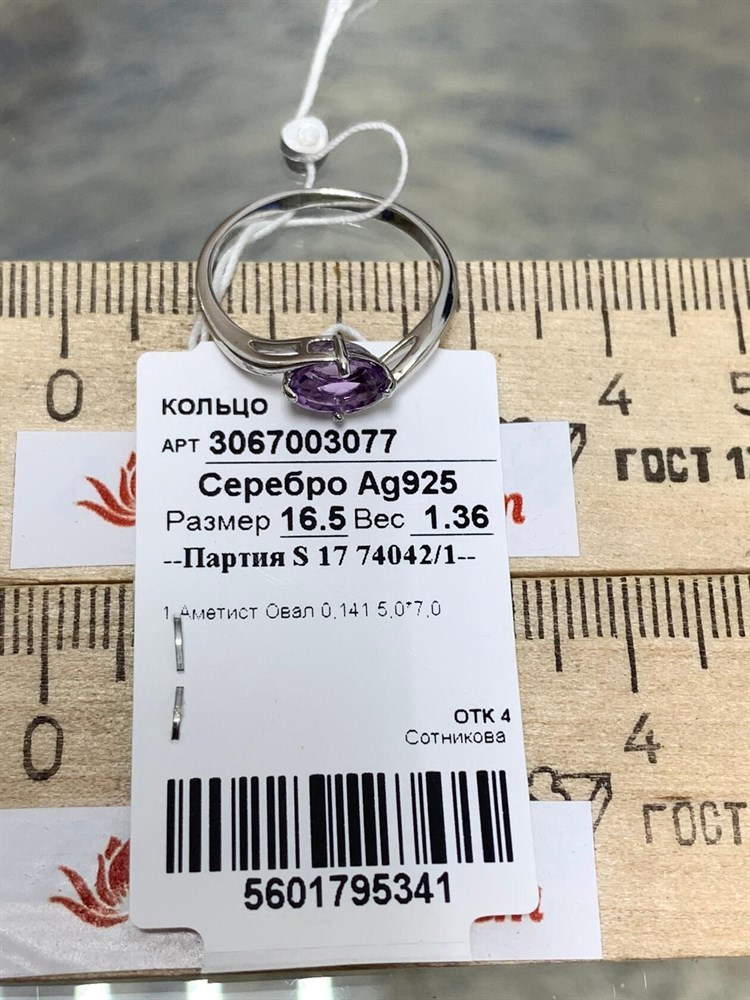 0
4
5
КОЛЬЦО
АРТ 3067003077
ГОСТ 17
Серебро Ag925
Размер 16.5 Вес 1.36
--Партия S 17 74042/1--
1 Аметист Овал 0,141 5,0*7,0
0
4
ОТК 4
Сотникова
ГОСТ
5601795341